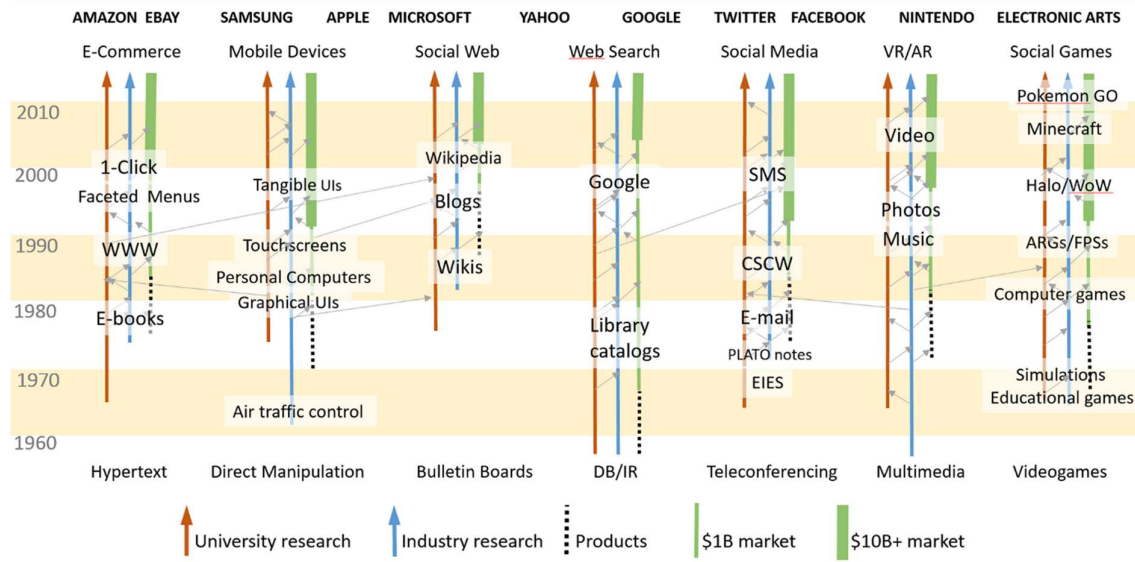 AMAZON EBAY SAMSUNG APPLE MICROSOFT YAHOO GOOGLE TWITTER FACEBOOK NINTENDO ELECTRONIC ARTS
E-Commerce Mobile Devices Social Web Web Search Social Media VR/AR Social Games
Pokemon GO
2010
Minecraft
Video
Wikipedia
1-Click
2000
SMS
Google
Tangible UIs
Halo/WoW
Faceted Menus
Blogs
Photos
1990
Music
Touchscreens
ARGs/FPSs
WWW
CSCW
Wikis
Personal Computers
Computer games
Graphical UIs
1980
E-books
E-mail
Library
catalogs
PLATO notes
1970
EIES
Simulations
Educational games
Air traffic control
1960
Hypertext Direct Manipulation Bulletin Boards DB/IR Teleconferencing Multimedia Videogames
University research Industry research Products $1B market $10B+ market